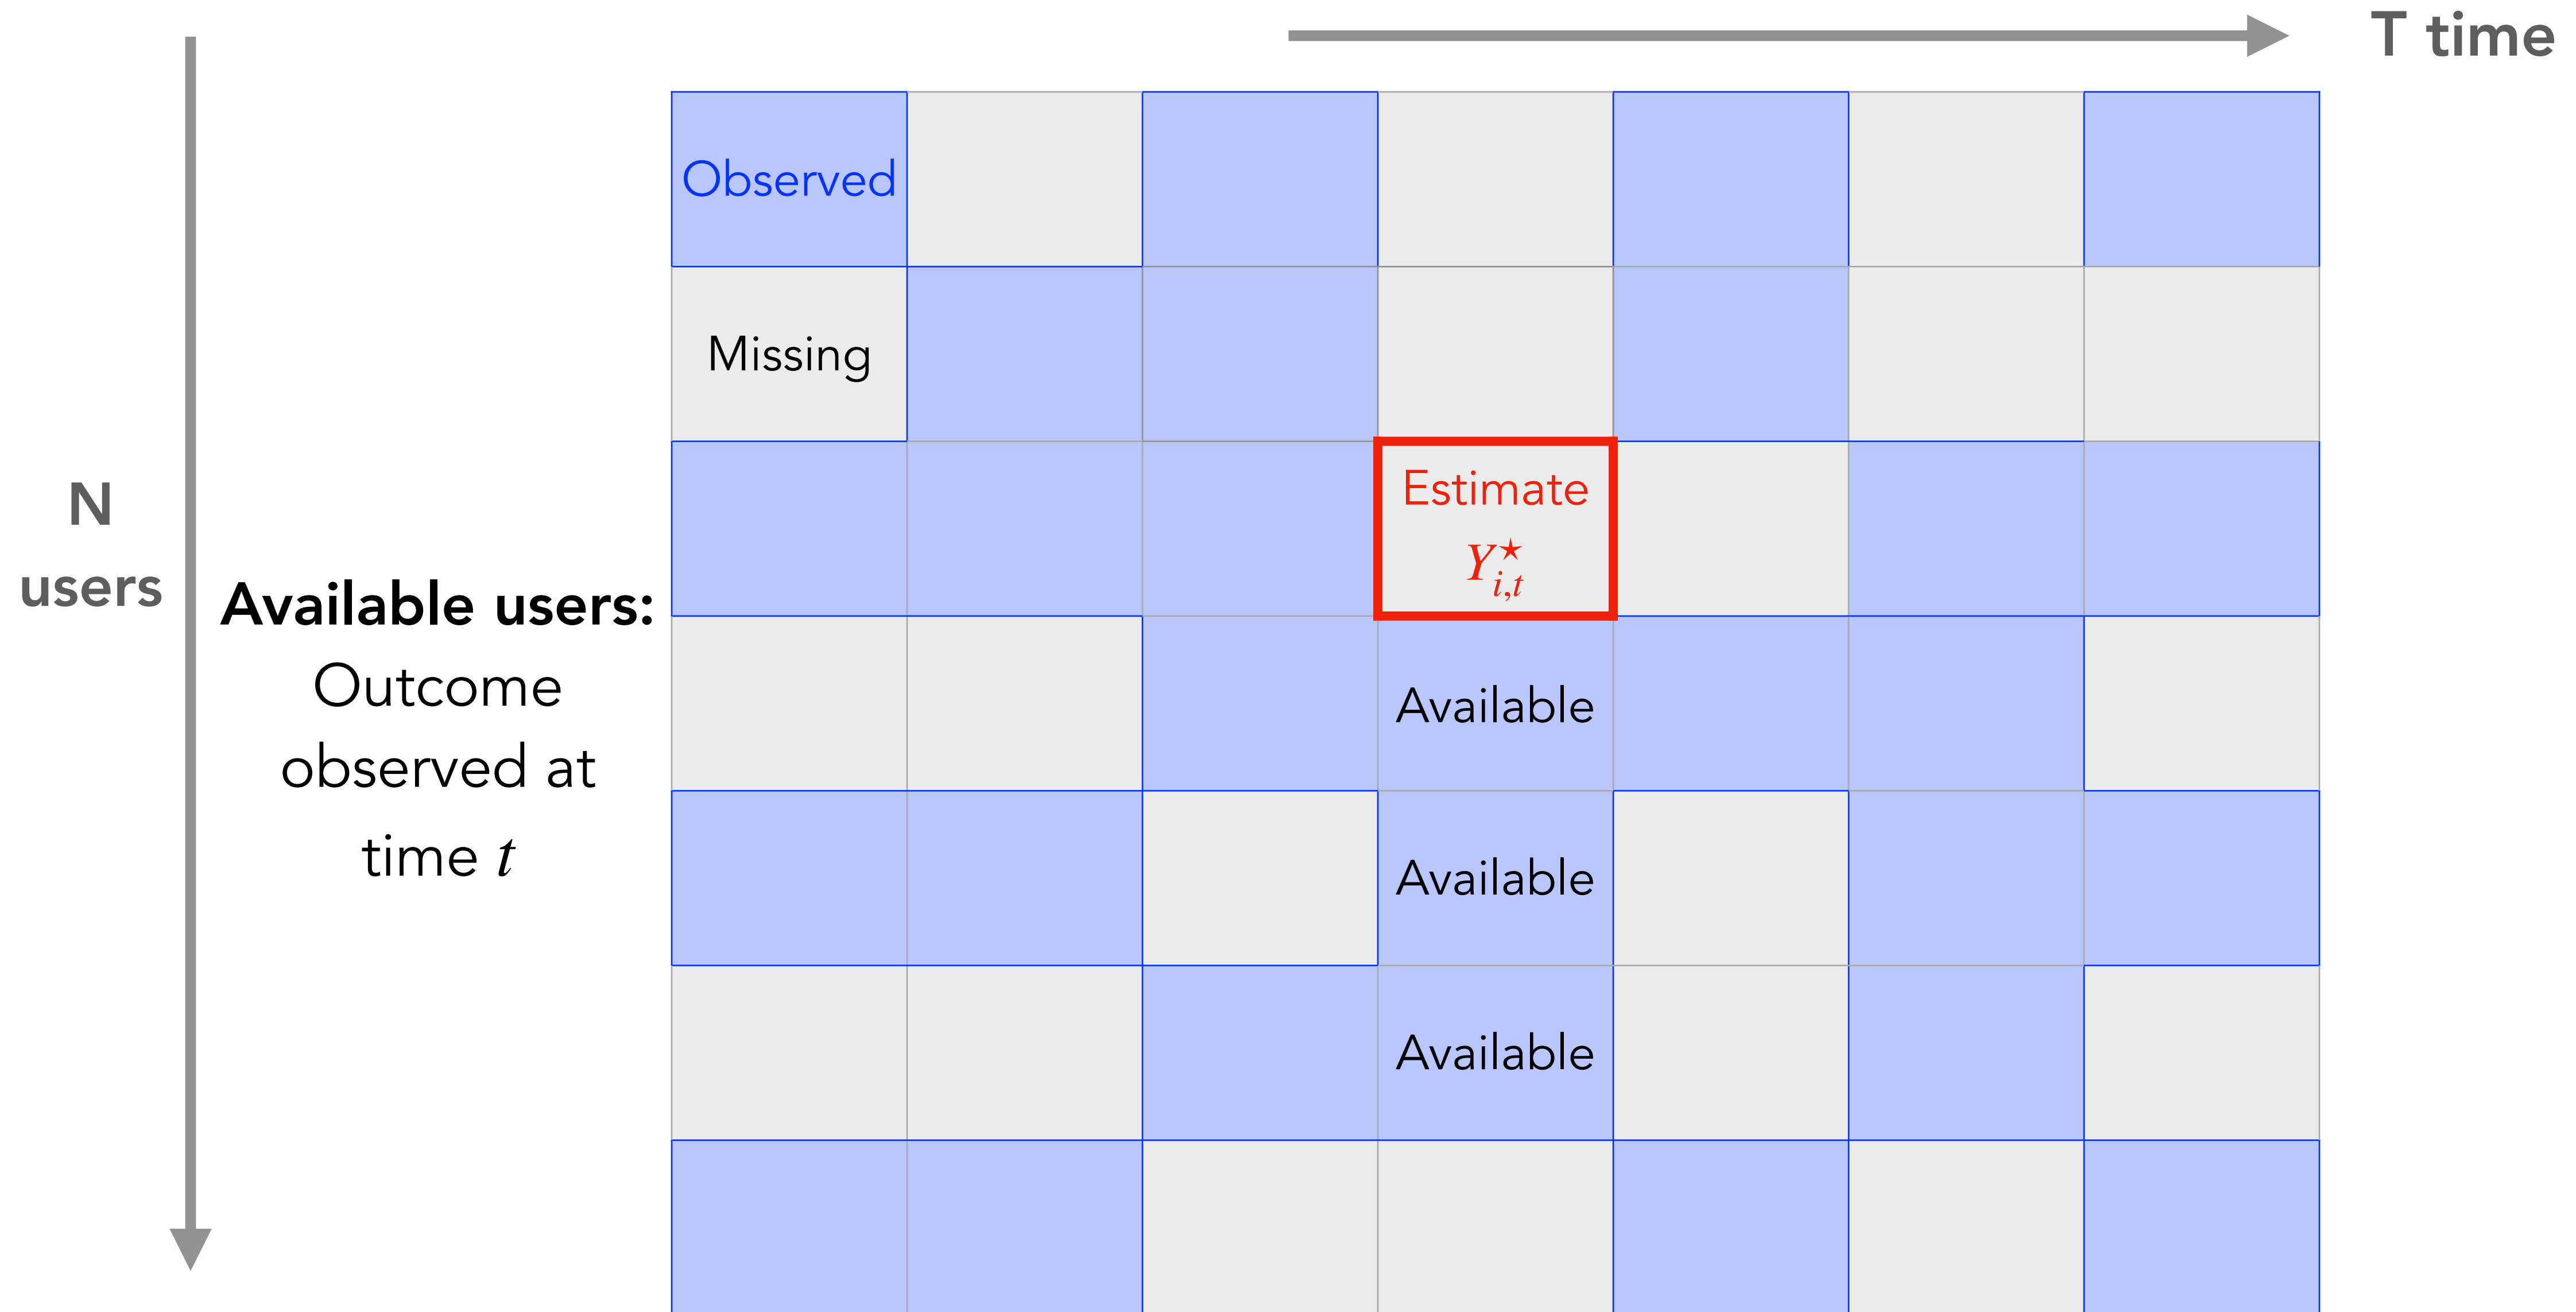 T time
Observed
Missing
N
users
Available users:
Outcome
observed at
time t
Estimate
Y★i,t
Available
Available
Available